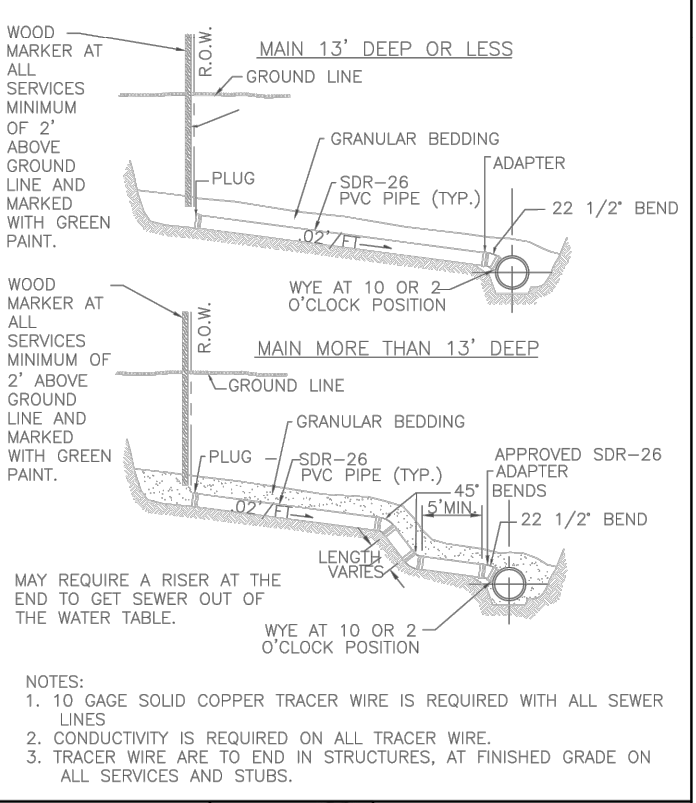 WOOD
MARKER AT
ALL
SERVICES
MINIMUM
OF 2'
ABOVE
GROUND
LINE AND
MARKED
WITH GREEN
PAINT.
R.O.W.
MAIN 13' DEEP OR LESS
GROUND LINE
GRANULAR BEDDING
PLUG
SDR-26
PVC PIPE (TYP.)
ADAPTER
22 1/2° BEND
.02'/FT
WYE AT 10 OR 2
O'CLOCK POSITION
WOOD
MARKER AT
ALL
SERVICES
MINIMUM OF
2' ABOVE
GROUND
LINE AND
MARKED
WITH GREEN
PAINT.
R.O.W.
MAIN MORE THAN 13' DEEP
GROUND LINE
GRANULAR BEDDING
PLUG
SDR-26
PVC PIPE (TYP.)
APPROVED SDR-26
ADAPTER
45°
BENDS
5'MIN.
22 1/2° BEND
.02'/FT
LENGTH
VARIES
MAY REQUIRE A RISER AT THE
END TO GET SEWER OUT OF
THE WATER TABLE.
WYE AT 10 OR 2
O'CLOCK POSITION
NOTES:
1. 10 GAGE SOLID COPPER TRACER WIRE IS REQUIRED WITH ALL SEWER
LINES
2. CONDUCTIVITY IS REQUIRED ON ALL TRACER WIRE.
3. TRACER WIRE ARE TO END IN STRUCTURES, AT FINISHED GRADE ON
ALL SERVICES AND STUBS.